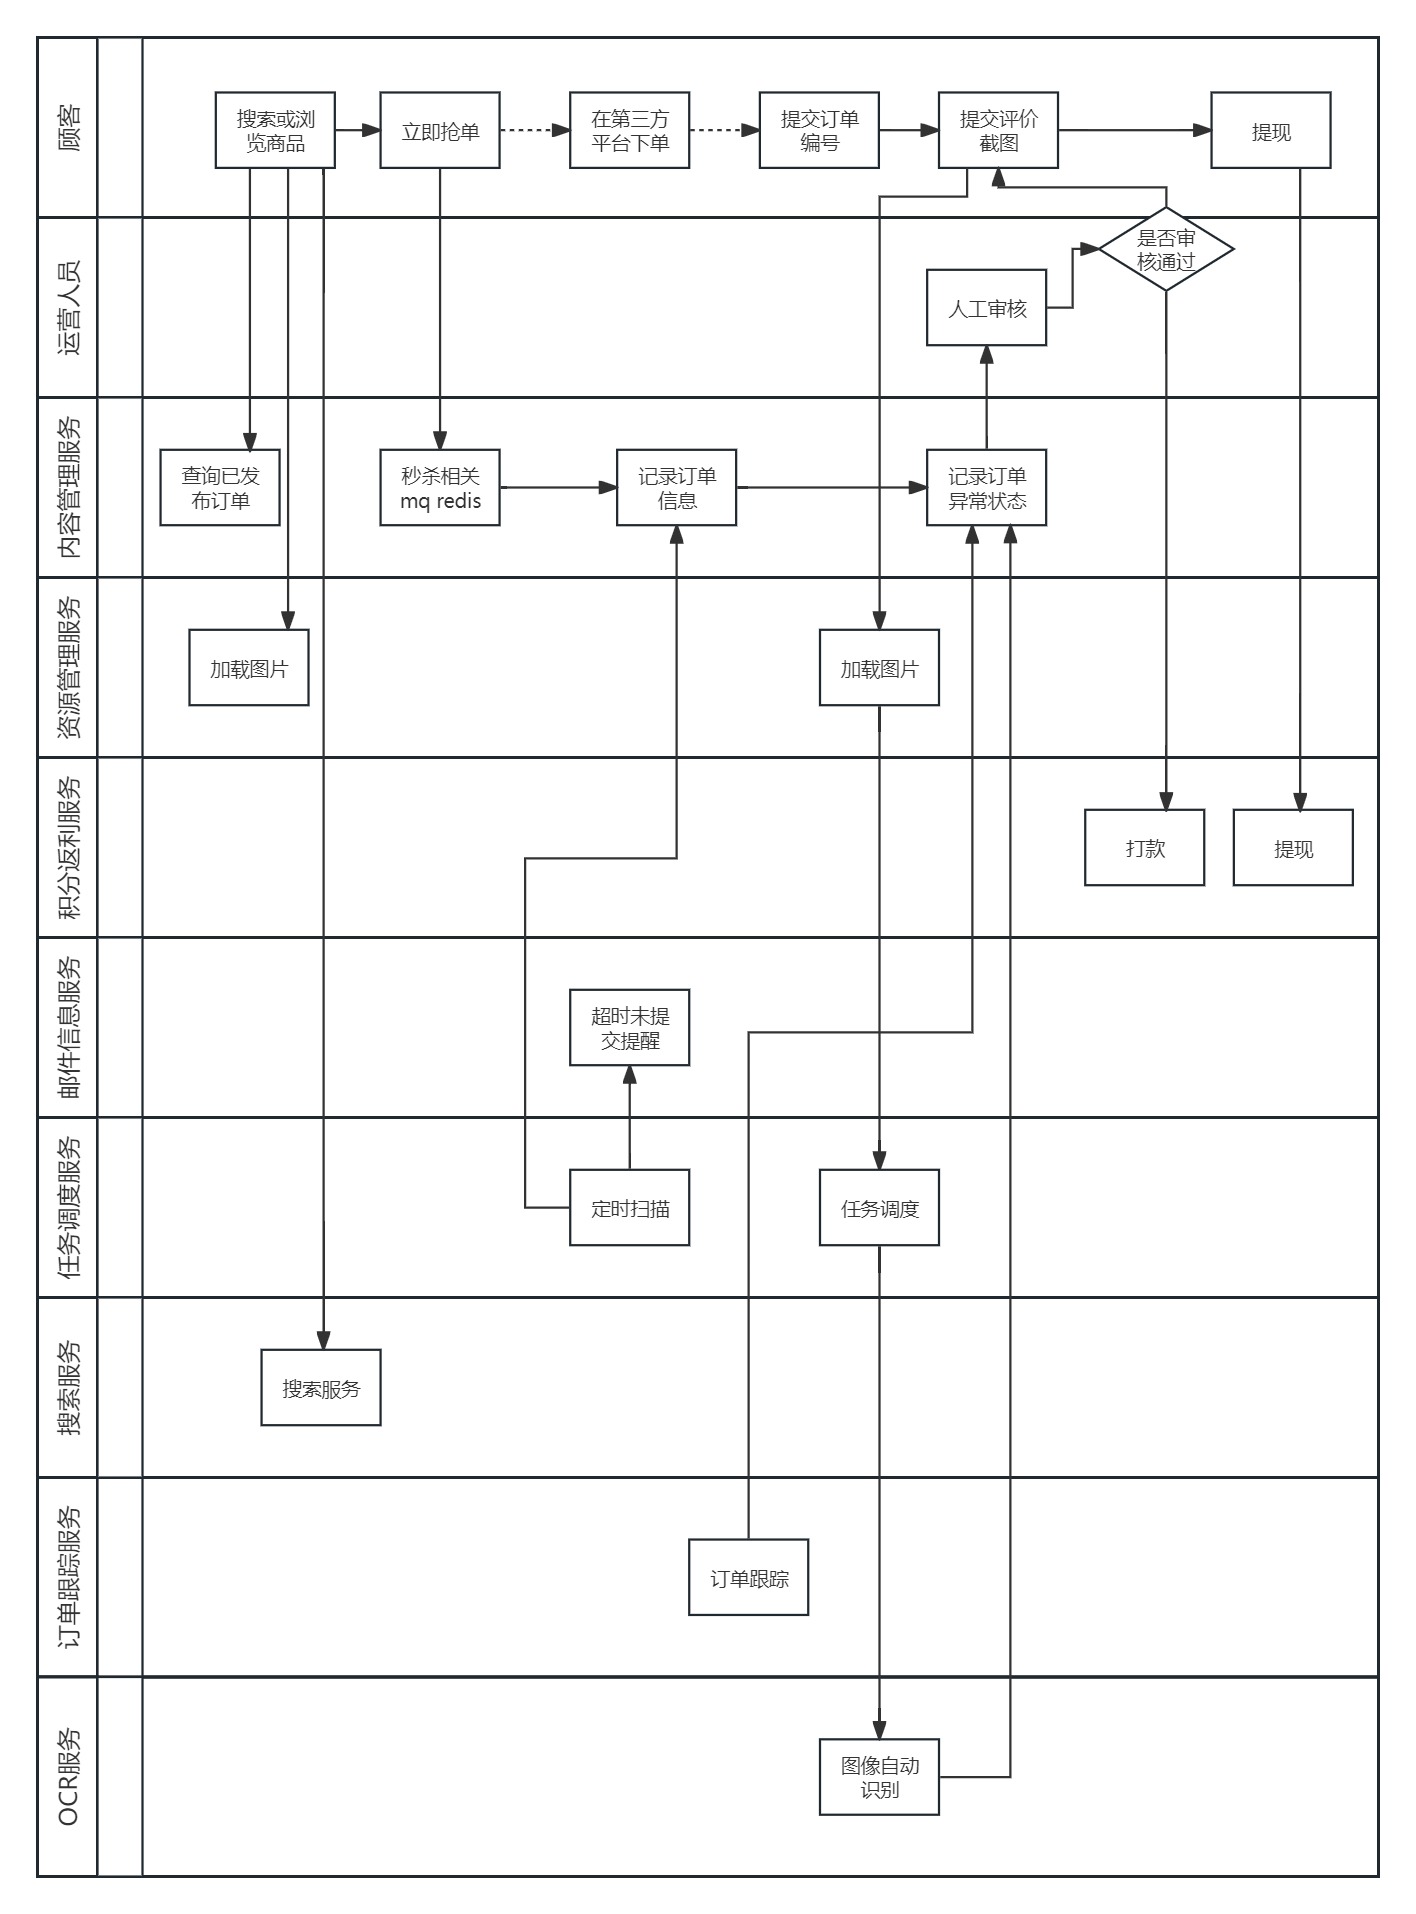 顾客
搜索或浏
览商品
立即抢单
在第三方
平台下单
提交订单
编号
提交评价
截图
提现
运营人员
是否审
核通过
人工审核
内容管理服务
查询已发
布订单
秒杀相关
mq redis
记录订单
信息
记录订单
异常状态
资源管理服务
加载图片
加载图片
积分返利服务
打款
提现
邮件信息服务
超时未提
交提醒
任务调度服务
定时扫描
任务调度
搜索服务
搜索服务
订单跟踪服务
订单跟踪
OCR服务
图像自动
识别